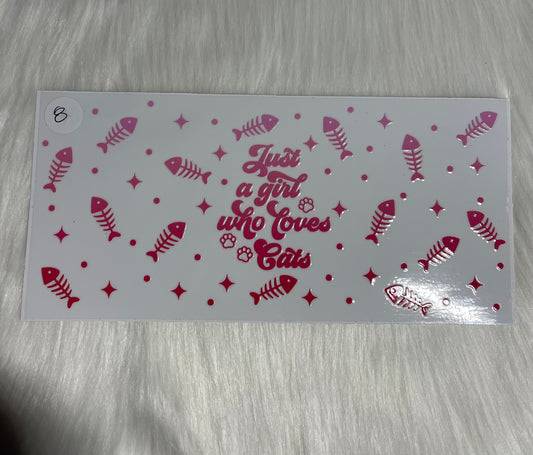 8
Just
a girl
who loves
Cats